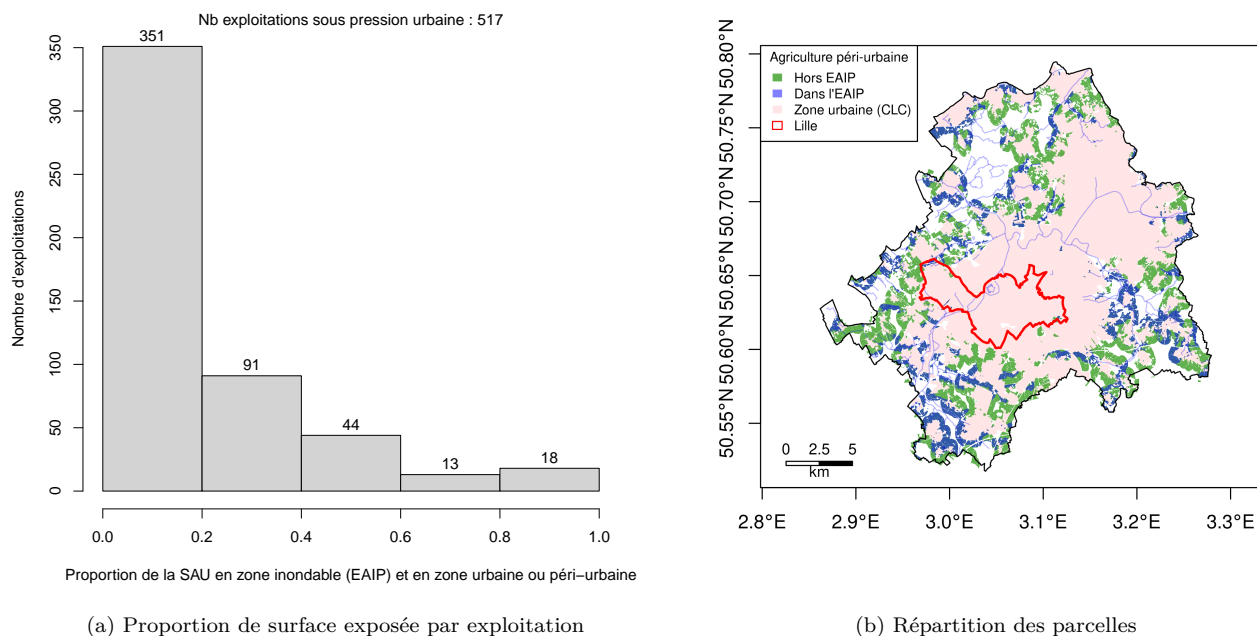 Nb exploitations sous pression urbaine : 517
351
91
44
13
18
0
50
100
150
200
250
300
350
Nombre d'exploitations
0.0 0.2 0.4 0.6 0.8 1.0
Proportion de la SAU en zone inondable (EAIP) et en zone urbaine ou péri−urbaine
(a) Proportion de surface exposée par exploitation
Agriculture péri-urbaine
Hors EAIP
Dans l'EAIP
Zone urbaine (CLC)
Lille
50.55°N 50.60°N 50.65°N 50.70°N 50.75°N 50.80°N
0 2.5 5
km
2.8°E 2.9°E 3.0°E 3.1°E 3.2°E 3.3°E
(b) Répartition des parcelles